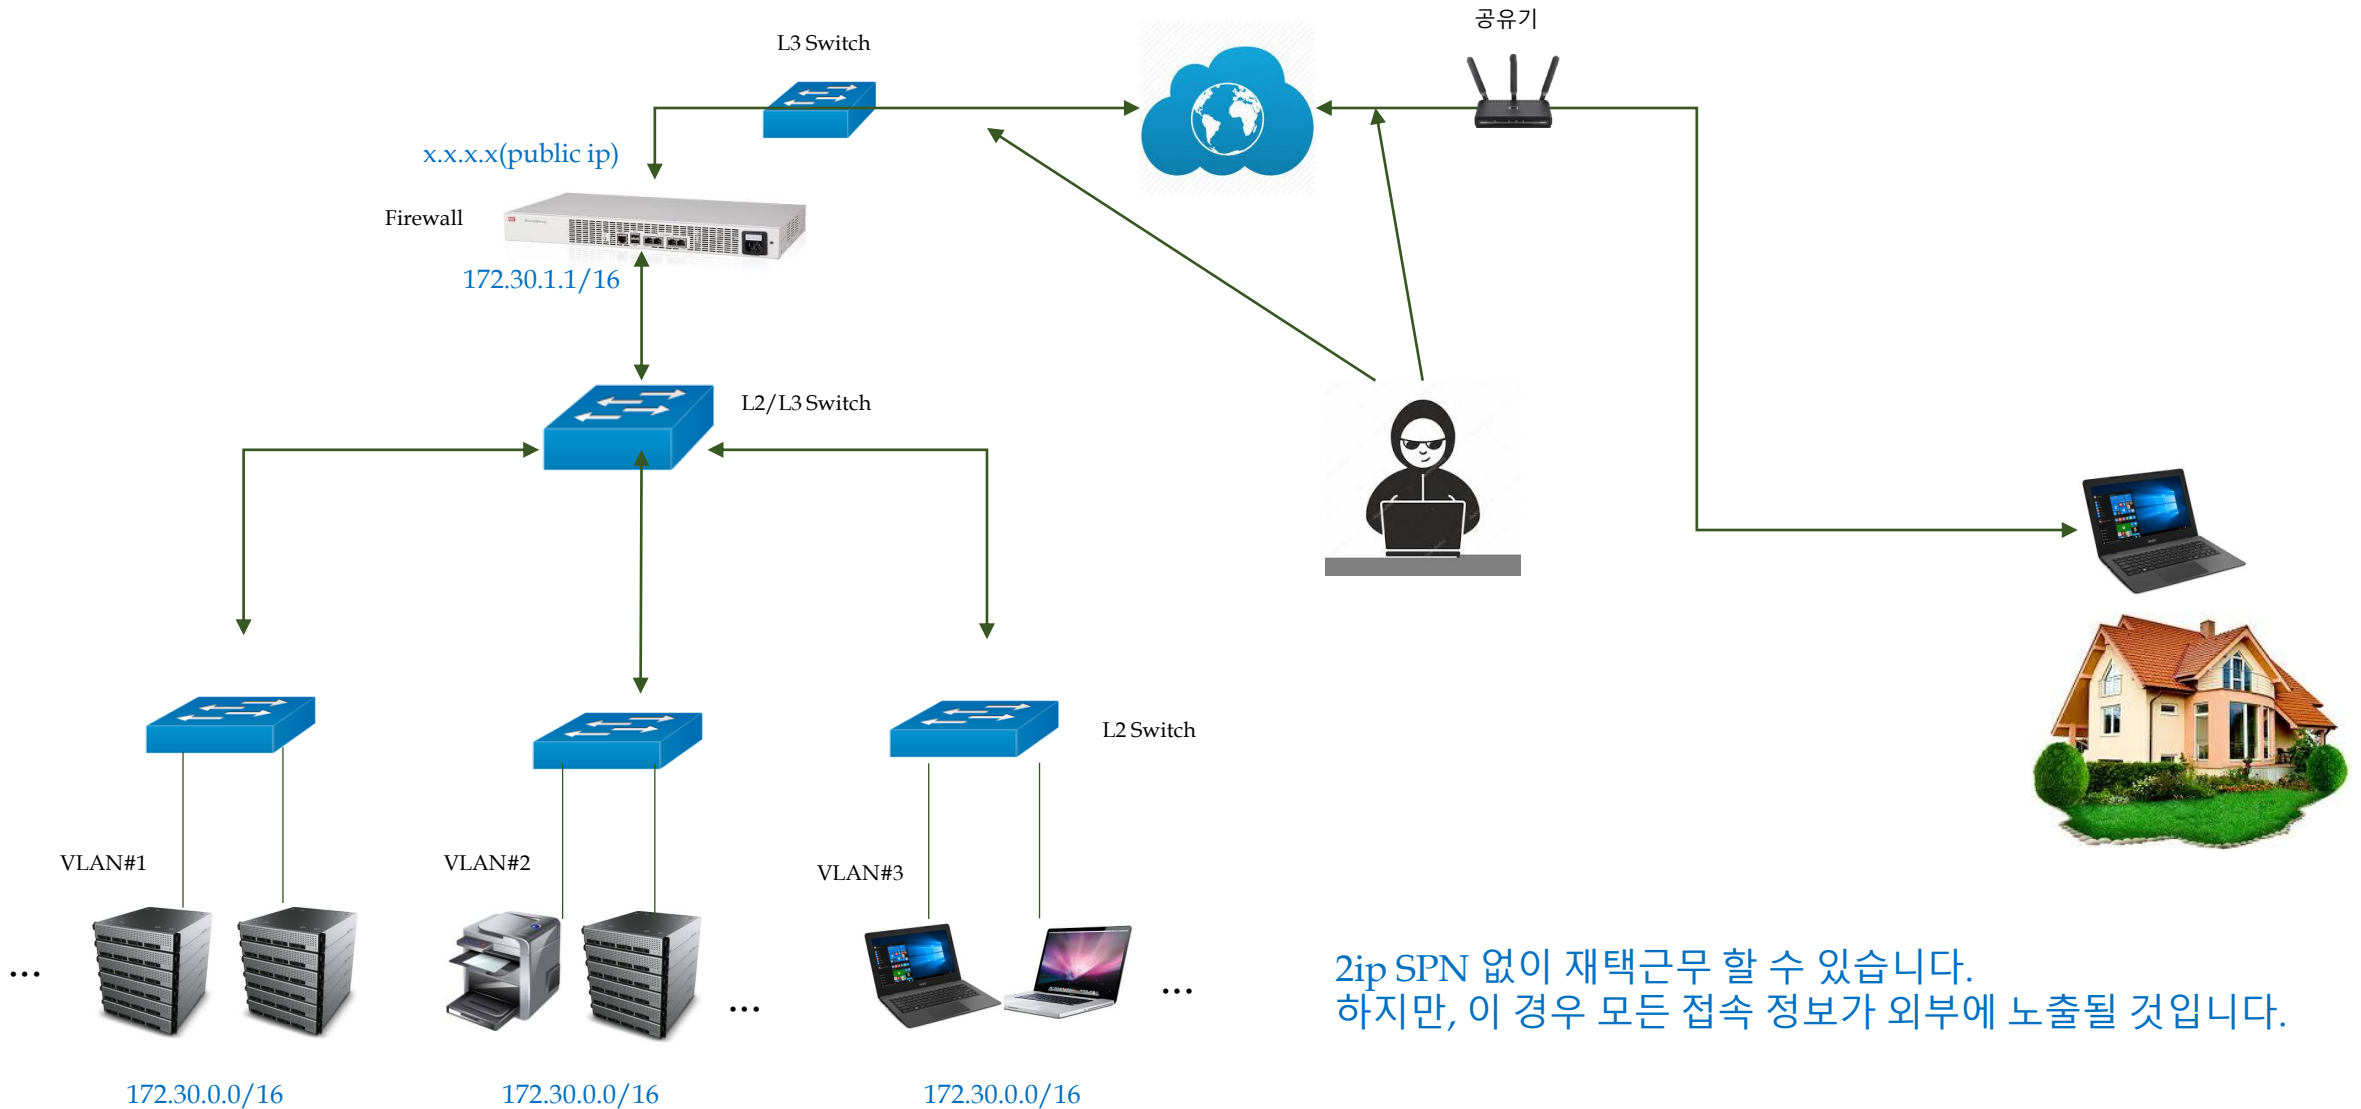 공유기
L3 Switch
x.x.x.x(public ip)
Firewall
172.30.1.1/16
L2/L3 Switch
L2 Switch
VLAN#1
VLAN#2
VLAN#3
...
...
...
2ip SPN 없이 재택근무 할 수 있습니다.
하지만, 이 경우 모든 접속 정보가 외부에 노출될 것입니다.
172.30.0.0/16
172.30.0.0/16
172.30.0.0/16